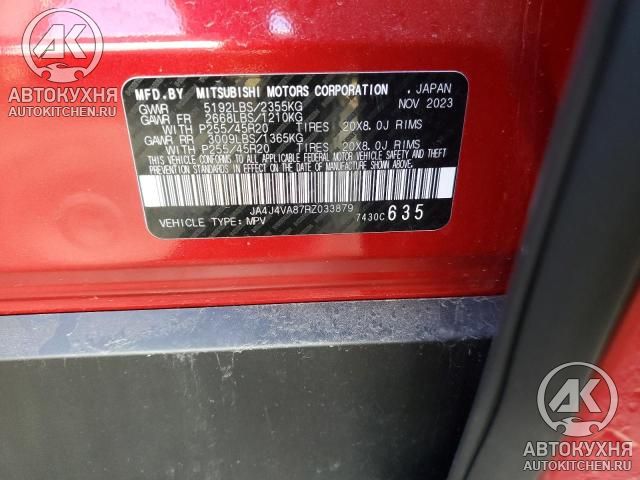 MFD.BY MITSUBISHI MOTORS CORPORATION , JAPAN
GVWR 5192LBS/2355KG NOV 2023
GAWR FR 2668LBS/1210KG
WITH P255/45R20 TIRES 20X8.0J RIMS
GAWR RR 3009LBS/1365KG
WITH P255/45R20 TIRES 20X8.0J RIMS
THIS VEHICLE CONFORMS TO ALL APPLICABLE FEDERAL MOTOR VEHICLE SAFETY AND THEFT PREVENTION
STANDARDS IN EFFECT ON THE DATE OF MANUFACTURE SHOWN ABOVE.
JA4J4VA87RZ033879
VEHICLE TYPE:MPV 7430C 635
АК
АВТОКУХНЯ
AUTOKITCHEN.RU
АК
АВТОКУХНЯ
AUTOKITCHEN.RU